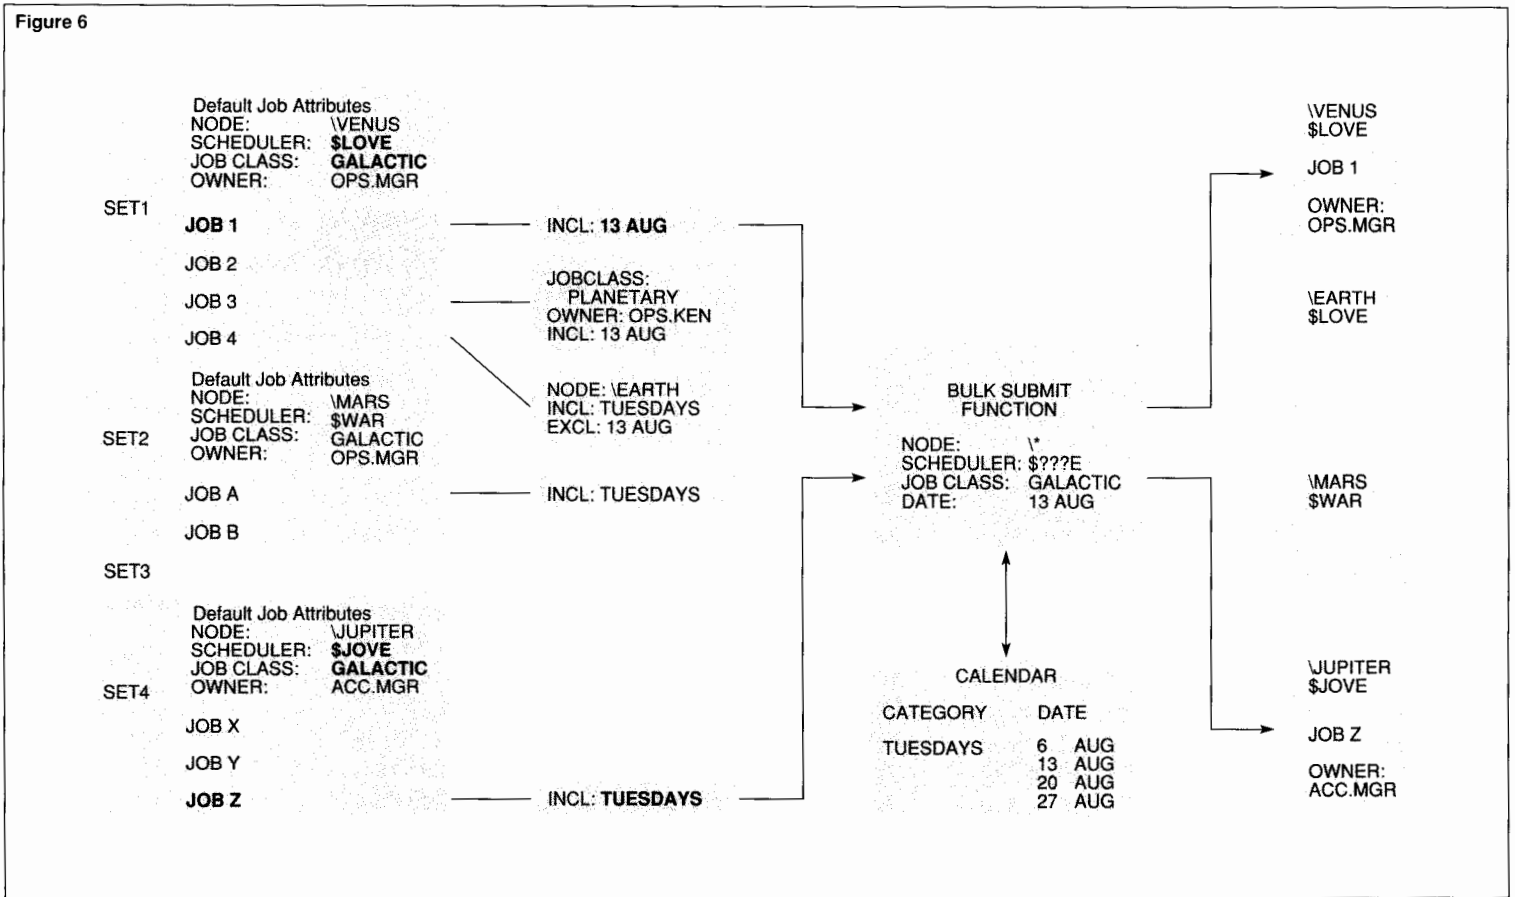 Figure 6
Default Job Attributes
NODE: \VENUS
SCHEDULER: $LOVE
JOB CLASS: GALACTIC
OWNER: OPS.MGR
SET1
JOB 1
JOB 2
JOB 3
JOB 4
INCL: 13 AUG
JOBCLASS:
PLANETARY
OWNER: OPS.KEN
INCL: 13 AUG
NODE: \EARTH
INCL: TUESDAYS
EXCL: 13 AUG
Default Job Attributes
NODE: \MARS
SCHEDULER: $WAR
JOB CLASS: GALACTIC
OWNER: OPS.MGR
SET2
JOB A
INCL: TUESDAYS
JOB B
SET3
Default Job Attributes
NODE: \JUPITER
SCHEDULER: $JOVE
JOB CLASS: GALACTIC
OWNER: ACC.MGR
SET4
JOB X
JOB Y
JOB Z
INCL: TUESDAYS
BULK SUBMIT
FUNCTION
NODE: \*
SCHEDULER: $???E
JOB CLASS: GALACTIC
DATE: 13 AUG
CALENDAR
CATEGORY DATE
TUESDAYS 6 AUG
13 AUG
20 AUG
27 AUG
\VENUS
$LOVE
JOB 1
OWNER:
OPS.MGR
\EARTH
$LOVE
\MARS
$WAR
\JUPITER
$JOVE
JOB Z
OWNER:
ACC.MGR